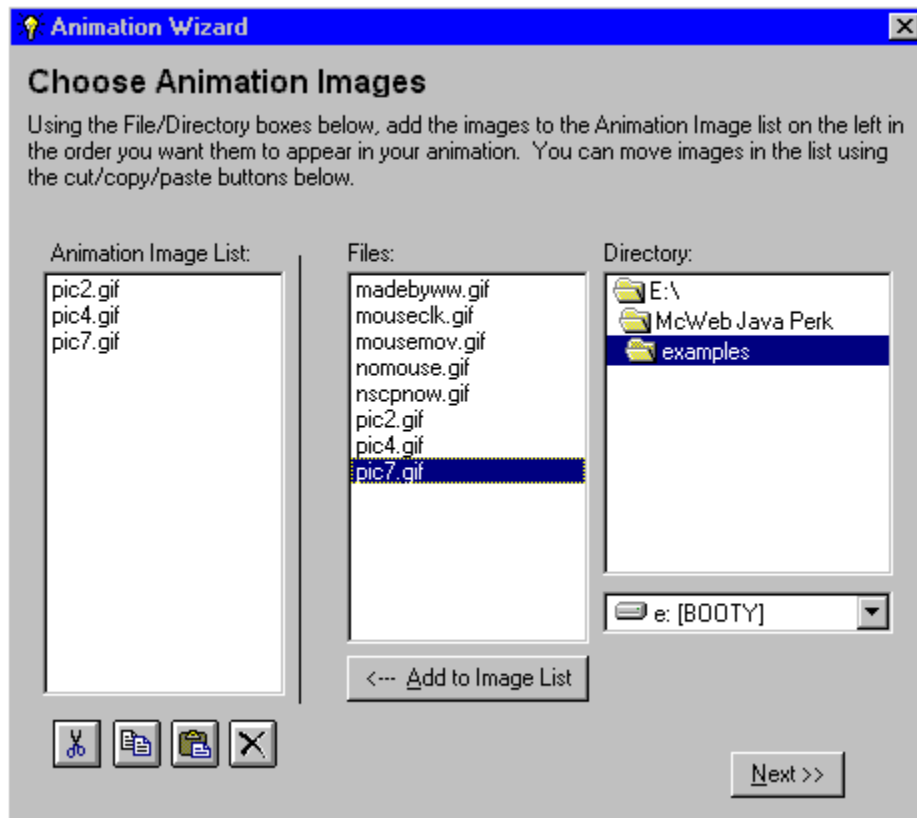 Animation Wizard
Choose Animation Images
Using the File/Directory boxes below, add the images to the Animation Image list on the left in
the order you want them to appear in your animation. You can move images in the list using
the cut/copy/paste buttons below.
Animation Image List:
pic2.gif
pic4.gif
pic7.gif
Files:
madebyww.gif
mouseclk.gif
mousemov.gif
nomouse.gif
nscpnow.gif
pic2.gif
pic4.gif
pic7.gif
<--- Add to Image List
Directory:
E:\
McWeb Java Perk
examples
e: [BOOTY]
Next >>